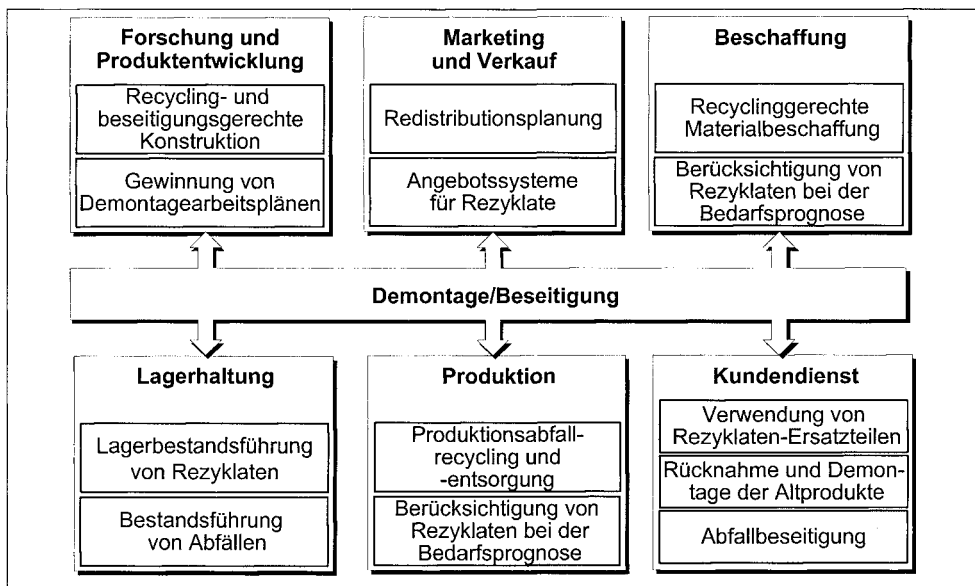 Forschung und
Produktentwicklung
Recycling- und
beseitigungsgerechte
Konstruktion
Gewinnung von
Demontagearbeitsplänen
Marketing
und Verkauf
Redistributionsplanung
Angebotssysteme
für Rezyklate
Beschaffung
Recyclinggerechte
Materialbeschaffung
Berücksichtigung von
Rezyklaten bei der
Bedarfsprognose
Demontage/Beseitigung
Lagerhaltung
Lagerbestandsführung
von Rezyklaten
Bestandsführung
von Abfällen
Produktion
Produktionsabfall-
recycling und
-entsorgung
Berücksichtigung von
Rezyklaten bei der
Bedarfsprognose
Kundendienst
Verwendung von
Rezyklaten-Ersatzteilen
Rücknahme und Demon-
tage der Altprodukte
Abfallbeseitigung